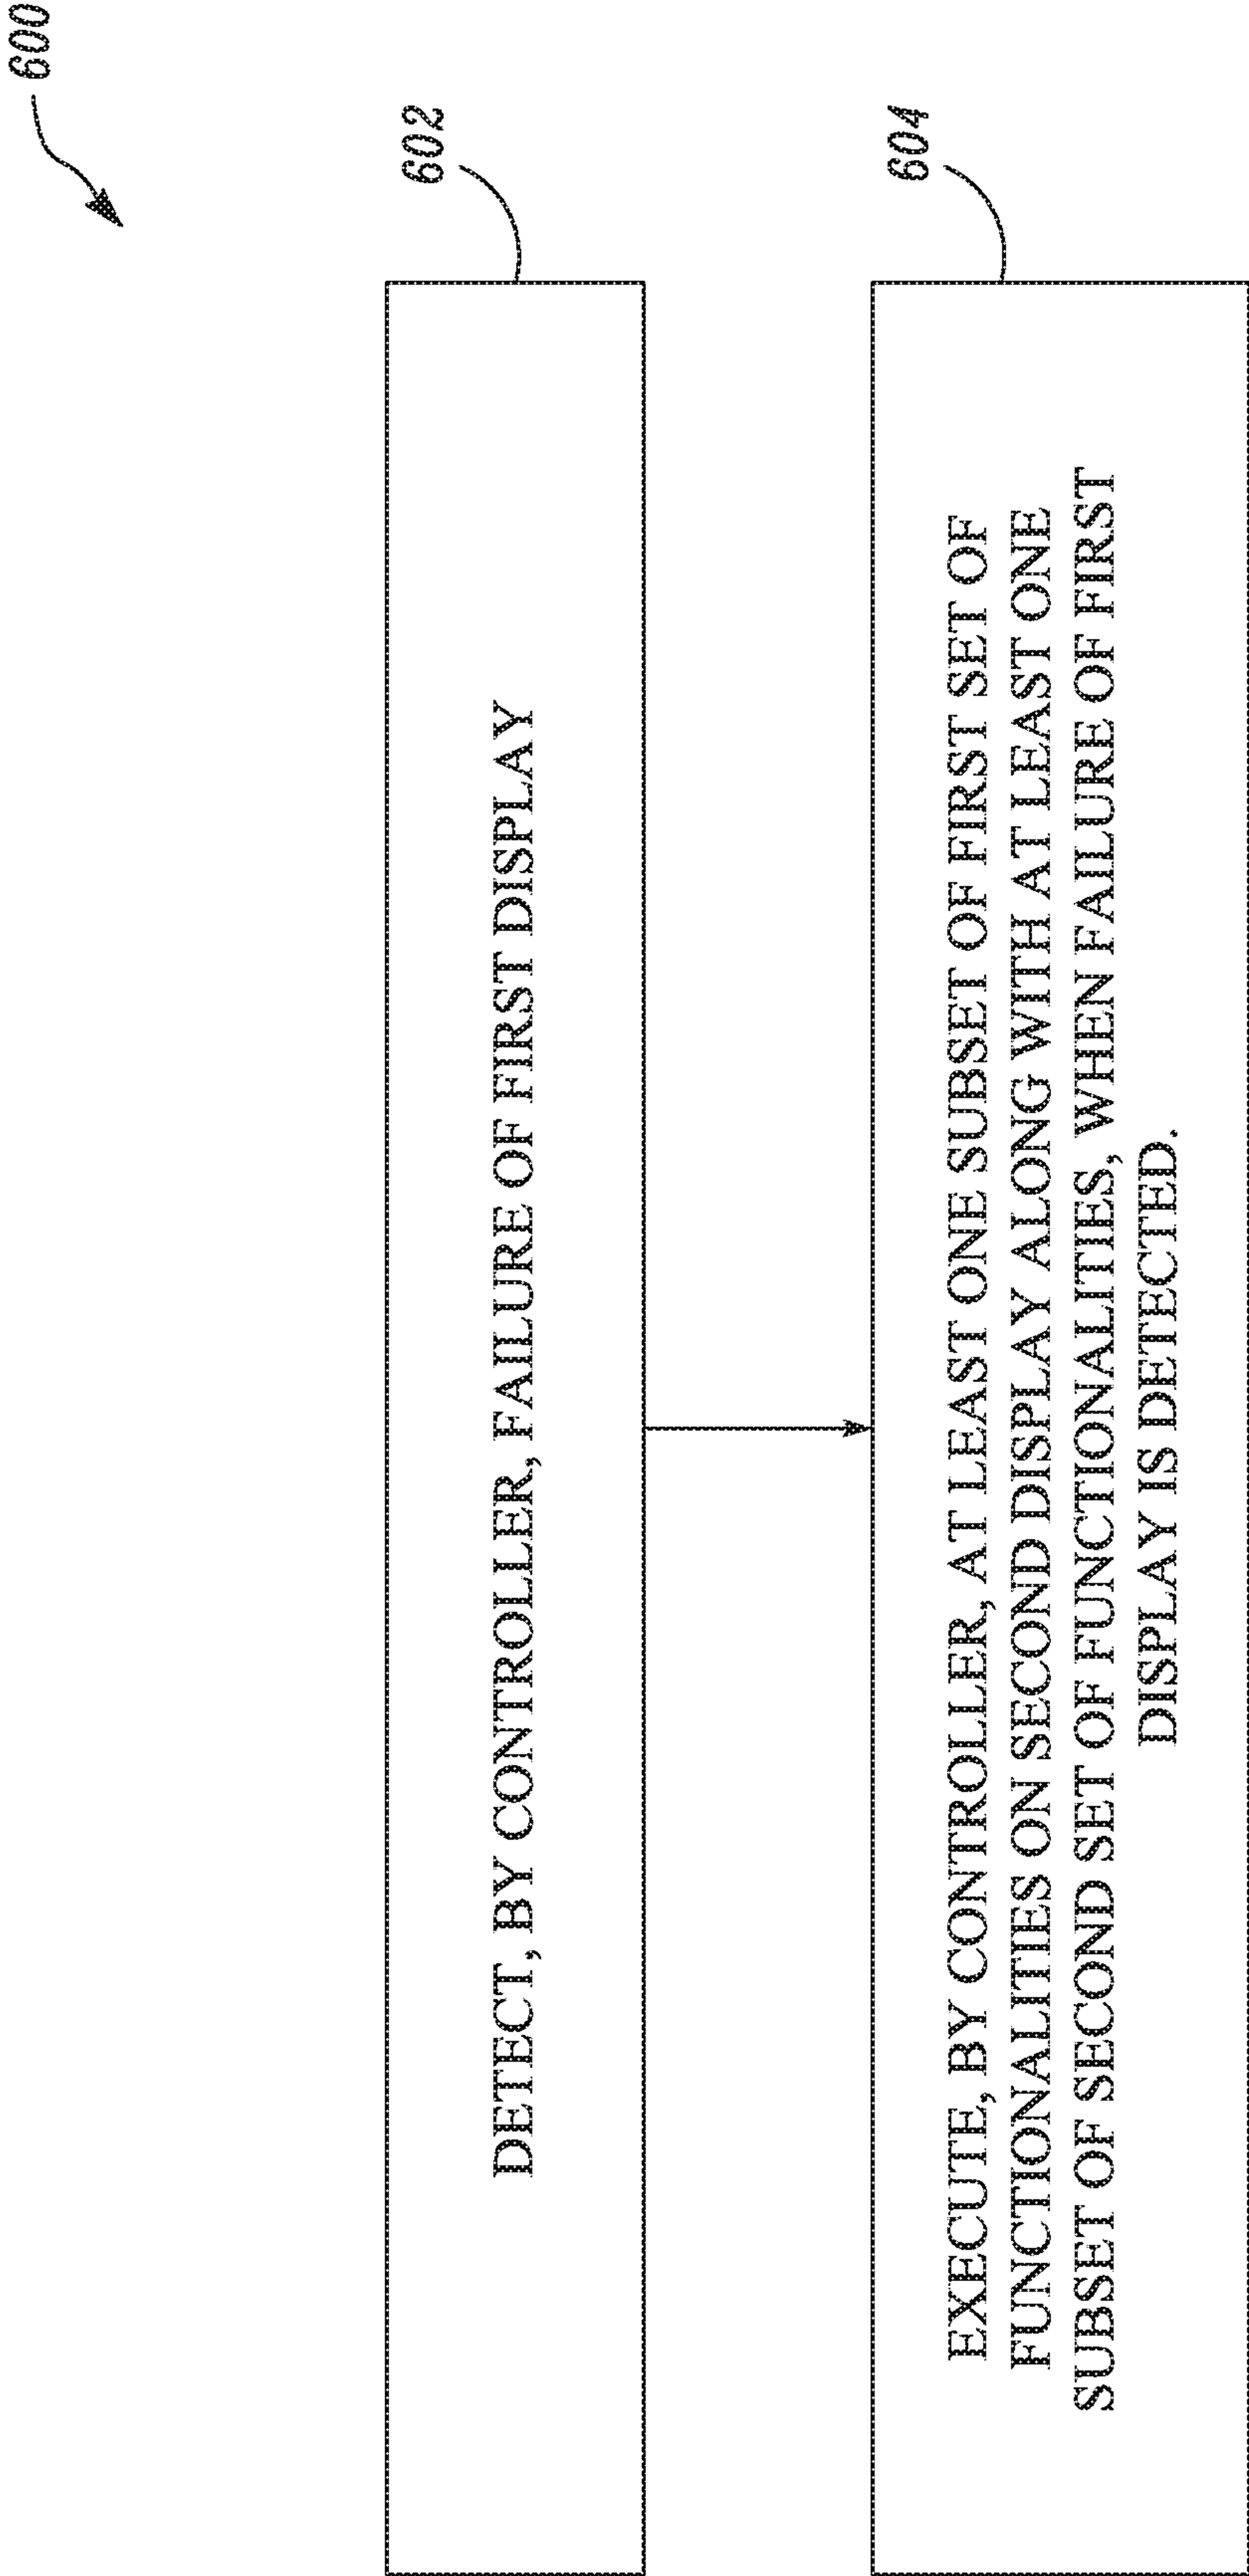 600
602
DETECT, BY CONTROLLER, FAILURE OF FIRST DISPLAY
604
EXECUTE, BY CONTROLLER, AT LEAST ONE SUBSET OF FIRST SET OF
FUNCTIONALITIES ON SECOND DISPLAY ALONG WITH AT LEAST ONE
SUBSET OF SECOND SET OF FUNCTIONALITIES, WHEN FAILURE OF FIRST
DISPLAY IS DETECTED.